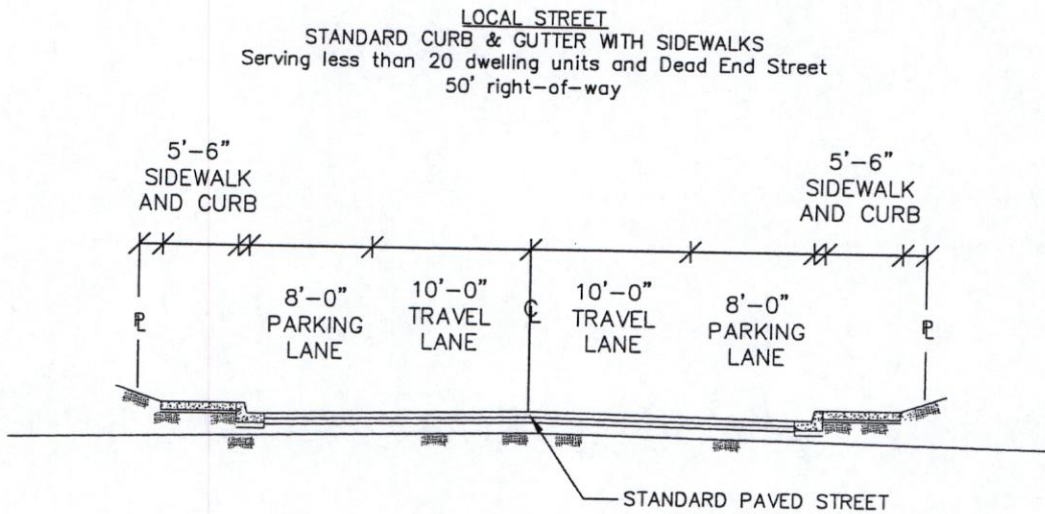 LOCAL STREET
STANDARD CURB & GUTTER WITH SIDEWALKS
Serving less than 20 dwelling units and Dead End Street
50' right-of-way
5'-6"
SIDEWALK
AND CURB
5'-6"
SIDEWALK
AND CURB
8'-0"
PARKING
LANE
10'-0"
TRAVEL
LANE
℄
10'-0"
TRAVEL
LANE
8'-0"
PARKING
LANE
PL
PL
STANDARD PAVED STREET